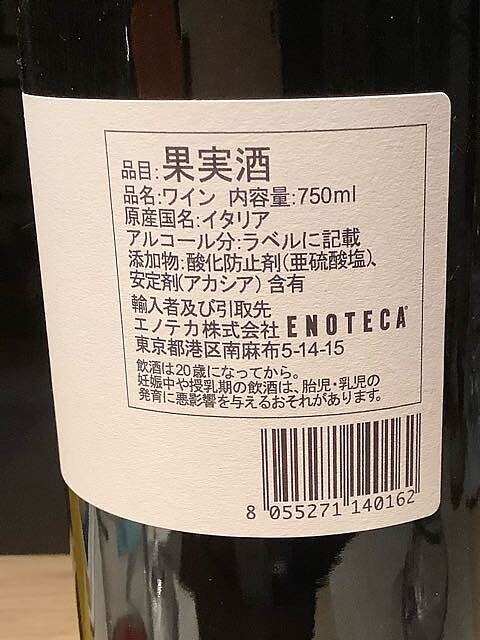 品目:果実酒
品名:ワイン 内容量:750ml
原産国名:イタリア
アルコール分:ラベルに記載
添加物:酸化防止剤(亜硫酸塩)、
安定剤(アカシア)含有
輸入者及び引取先
エノテカ株式会社 ENOTECA
東京都港区南麻布5-14-15
飲酒は20歳になってから。
妊娠中や授乳期の飲酒は、胎児・乳児の
発育に悪影響を与えるおそれがあります。
8 055271 140162